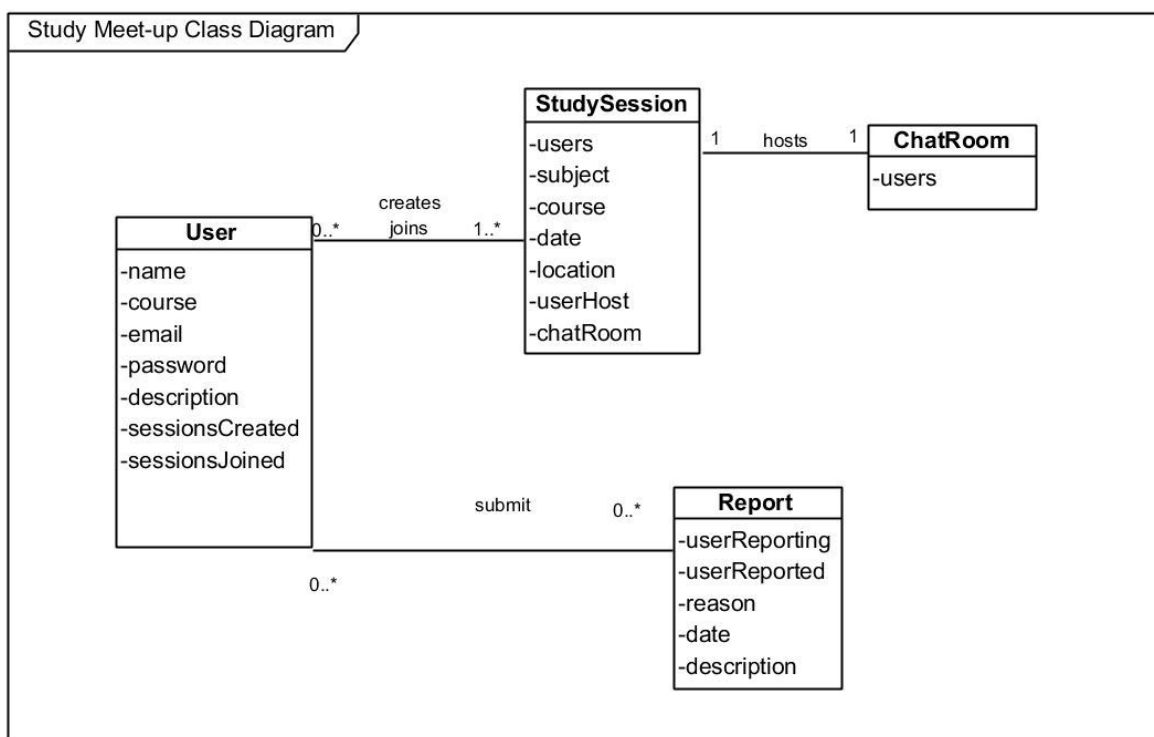 Study Meet-up Class Diagram
StudySession
-users
-subject
-course
-date
-location
-userHost
-chatRoom
1
hosts
1
ChatRoom
-users
creates
joins
0..*
1..*
User
-name
-course
-email
-password
-description
-sessionsCreated
-sessionsJoined
submit
0..*
0..*
Report
-userReporting
-userReported
-reason
-date
-description